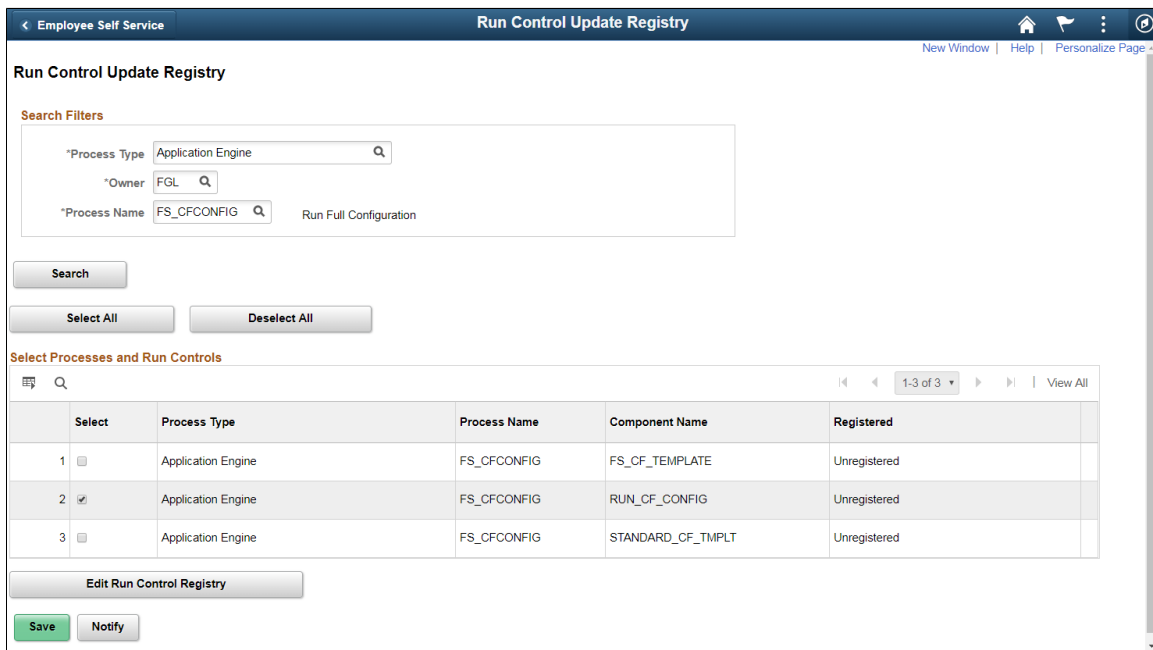 Employee Self Service Run Control Update Registry
New Window | Help | Personalize Page
Run Control Update Registry
Search Filters
*Process Type Application Engine
*Owner FGL
*Process Name FS_CFCONFIG Run Full Configuration
Search
Select All Deselect All
Select Processes and Run Controls
1-3 of 3 | View All
Select Process Type Process Name Component Name Registered
1 Application Engine FS_CFCONFIG FS_CF_TEMPLATE Unregistered
2 Application Engine FS_CFCONFIG RUN_CF_CONFIG Unregistered
3 Application Engine FS_CFCONFIG STANDARD_CF_TMPLT Unregistered
Edit Run Control Registry
Save Notify